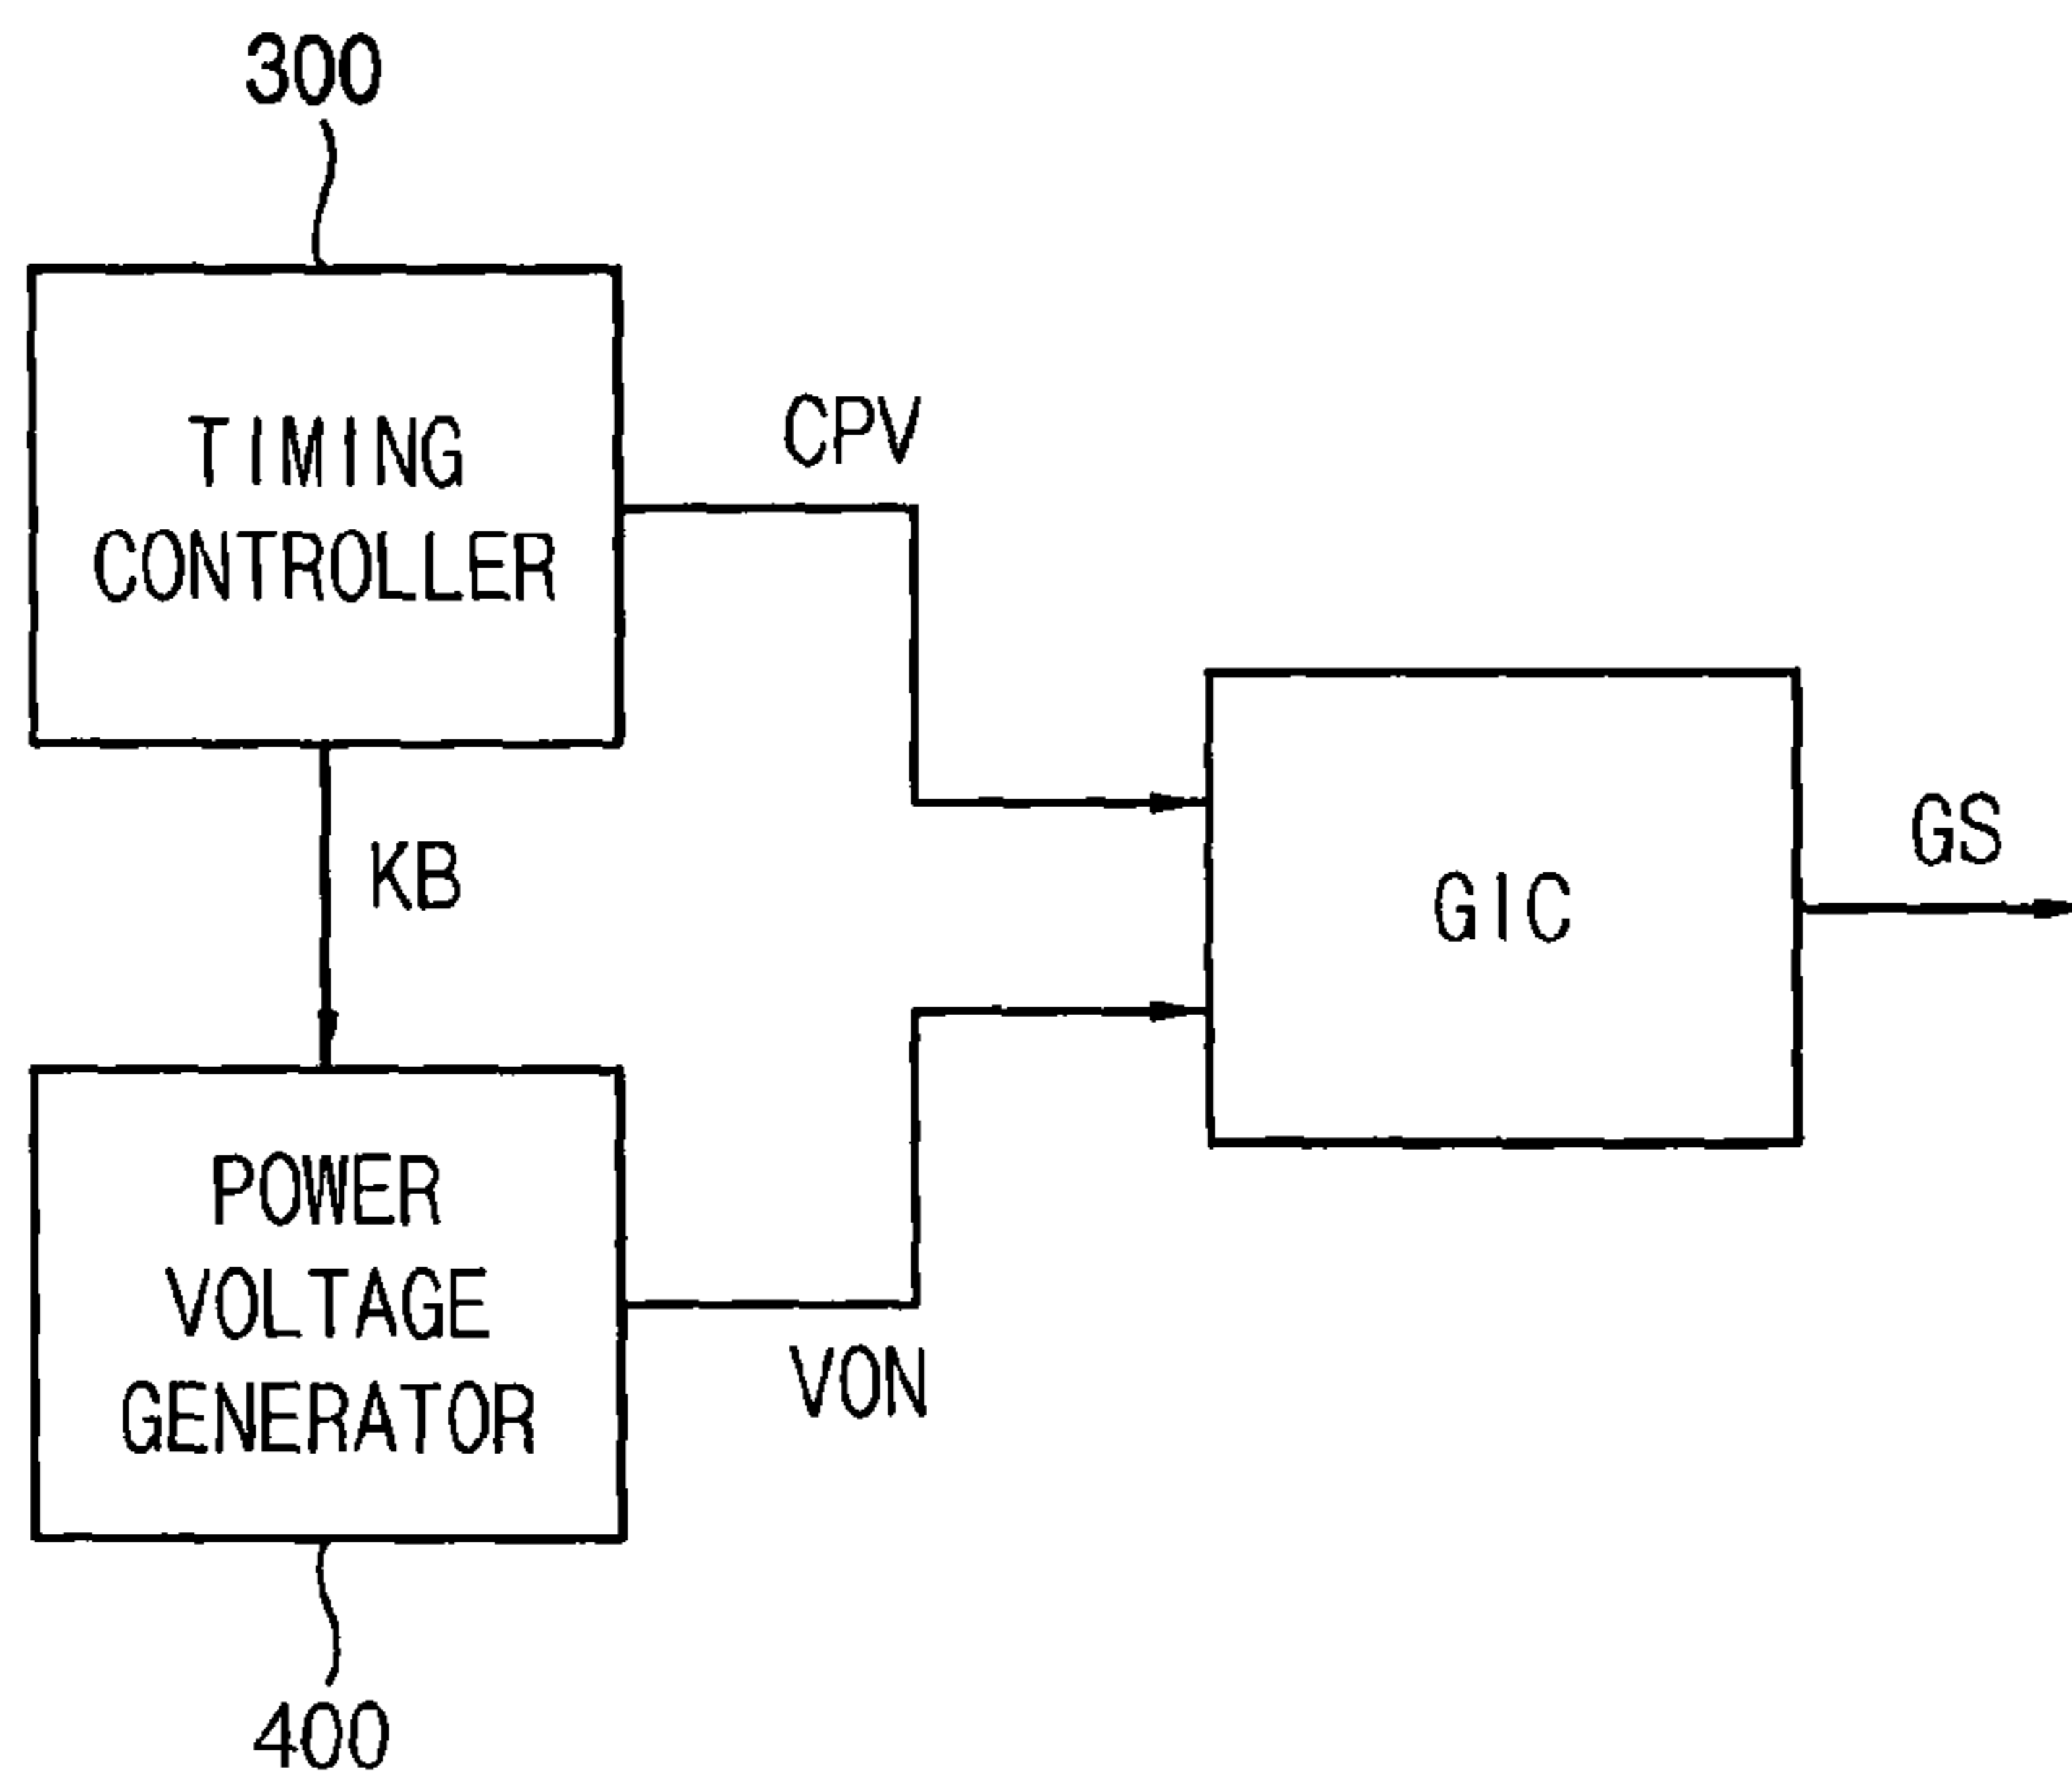 300
TIMING
CONTROLLER
CPV
KB
GIC
GS
POWER
VOLTAGE
GENERATOR
VON
400